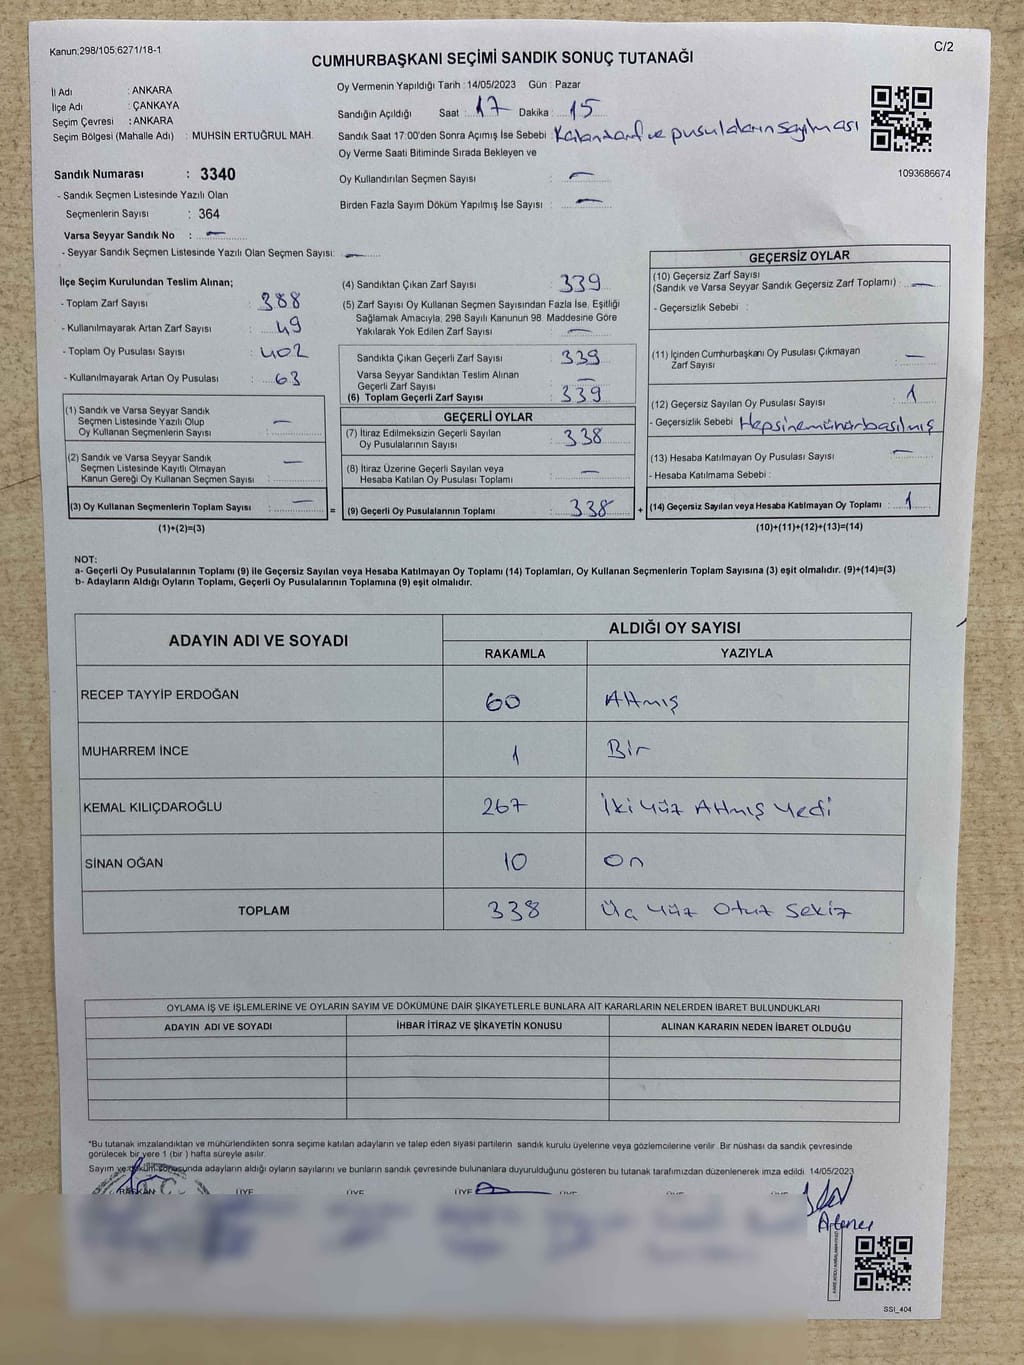 Kanun:298/105;6271/18-1
C/2
CUMHURBAŞKANI SEÇİMİ SANDIK SONUÇ TUTANAĞI
İl Adı : ANKARA
İlçe Adı : ÇANKAYA
Seçim Çevresi : ANKARA
Seçim Bölgesi (Mahalle Adı) : MUHSİN ERTUĞRUL MAH.
Sandık Numarası : 3340
- Sandık Seçmen Listesinde Yazılı Olan
Seçmenlerin Sayısı : 364
Varsa Seyyar Sandık No : —
- Seyyar Sandık Seçmen Listesinde Yazılı Olan Seçmen Sayısı: —
Oy Vermenin Yapıldığı Tarih : 14/05/2023 Gün : Pazar
Sandığın Açıldığı Saat : 17 Dakika : 15
Sandık Saat 17:00'den Sonra Açımış İse Sebebi : Kalan zarf ve pusulaların sayılması
Oy Verme Saati Bitiminde Sırada Bekleyen ve
Oy Kullandırılan Seçmen Sayısı : —
Birden Fazla Sayım Döküm Yapılmış İse Sayısı : —
1093686674
İlçe Seçim Kurulundan Teslim Alınan;
- Toplam Zarf Sayısı : 388
- Kullanılmayarak Artan Zarf Sayısı : 49
- Toplam Oy Pusulası Sayısı : 402
- Kullanılmayarak Artan Oy Pusulası : 63
(1) Sandık ve Varsa Seyyar Sandık
Seçmen Listesinde Yazılı Olup
Oy Kullanan Seçmenlerin Sayısı : —
(2) Sandık ve Varsa Seyyar Sandık
Seçmen Listesinde Kayıtlı Olmayan
Kanun Gereği Oy Kullanan Seçmen Sayısı : —
(3) Oy Kullanan Seçmenlerin Toplam Sayısı : —
(1)+(2)=(3)
=
(4) Sandıktan Çıkan Zarf Sayısı : 339
(5) Zarf Sayısı Oy Kullanan Seçmen Sayısından Fazla İse, Eşitliği
Sağlamak Amacıyla, 298 Sayılı Kanunun 98. Maddesine Göre
Yakılarak Yok Edilen Zarf Sayısı : —
Sandıkta Çıkan Geçerli Zarf Sayısı : 339
Varsa Seyyar Sandıktan Teslim Alınan
Geçerli Zarf Sayısı : —
(6) Toplam Geçerli Zarf Sayısı : 339
GEÇERLİ OYLAR
(7) İtiraz Edilmeksizin Geçerli Sayılan
Oy Pusulalarının Sayısı : 338
(8) İtiraz Üzerine Geçerli Sayılan veya
Hesaba Katılan Oy Pusulası Toplamı : —
(9) Geçerli Oy Pusulalarının Toplamı : 338
+
GEÇERSİZ OYLAR
(10) Geçersiz Zarf Sayısı
(Sandık ve Varsa Seyyar Sandık Geçersiz Zarf Toplamı) : —
- Geçersizlik Sebebi :
(11) İçinden Cumhurbaşkanı Oy Pusulası Çıkmayan
Zarf Sayısı : —
(12) Geçersiz Sayılan Oy Pusulası Sayısı : 1
- Geçersizlik Sebebi : Hepsine mühür basılmış
(13) Hesaba Katılmayan Oy Pusulası Sayısı : —
- Hesaba Katılmama Sebebi :
(14) Geçersiz Sayılan veya Hesaba Katılmayan Oy Toplamı : 1
(10)+(11)+(12)+(13)=(14)
NOT:
a- Geçerli Oy Pusulalarının Toplamı (9) ile Geçersiz Sayılan veya Hesaba Katılmayan Oy Toplamı (14) Toplamları, Oy Kullanan Seçmenlerin Toplam Sayısına (3) eşit olmalıdır. (9)+(14)=(3)
b- Adayların Aldığı Oyların Toplamı, Geçerli Oy Pusulalarının Toplamına (9) eşit olmalıdır.
ADAYIN ADI VE SOYADI
ALDIĞI OY SAYISI
RAKAMLA YAZIYLA
RECEP TAYYİP ERDOĞAN 60 Altmış
MUHARREM İNCE 1 Bir
KEMAL KILIÇDAROĞLU 267 İki Yüz Altmış Yedi
SİNAN OĞAN 10 On
TOPLAM 338 Üç Yüz Otuz Sekiz
OYLAMA İŞ VE İŞLEMLERİNE VE OYLARIN SAYIM VE DÖKÜMÜNE DAİR ŞİKAYETLERLE BUNLARA AİT KARARLARIN NELERDEN İBARET BULUNDUKLARI
ADAYIN ADI VE SOYADI İHBAR İTİRAZ VE ŞİKAYETİN KONUSU ALINAN KARARIN NEDEN İBARET OLDUĞU
*Bu tutanak imzalandıktan ve mühürlendikten sonra seçime katılan adayların ve talep eden siyasi partilerin sandık kurulu üyelerine veya gözlemcilerine verilir. Bir nüshası da sandık çevresinde
görülecek bir yere 1 (bir ) hafta süreyle asılır.
Sayım ve döküm sonusunda adayların aldığı oyların sayılarını ve bunların sandık çevresinde bulunanlara duyurulduğunu gösteren bu tutanak tarafımızdan düzenlenerek imza edildi. 14/05/2023
BAŞKAN ÜYE ÜYE ÜYE ÜYE ÜYE ÜYE
SSI_404